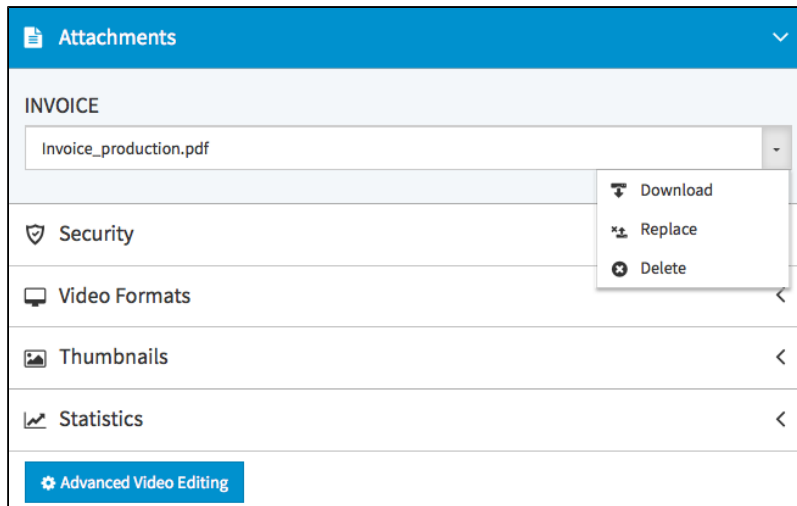 Attachments
INVOICE
Invoice_production.pdf
Download
Replace
Delete
Security
Video Formats
Thumbnails
Statistics
Advanced Video Editing